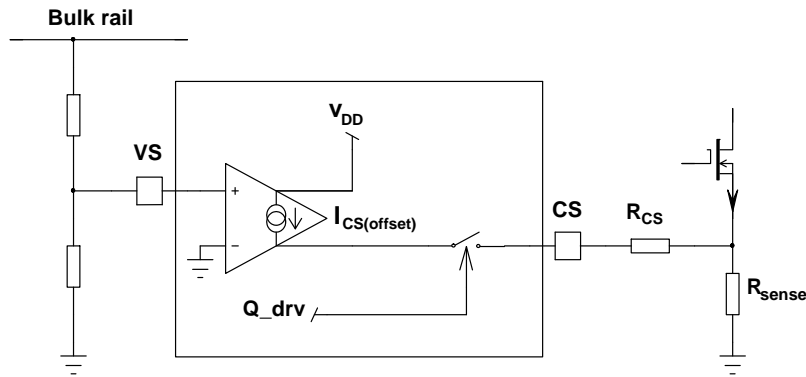 Bulk rail
VDD
VS
+
ICS(offset)
CS
RCS
−
Q_drv
Rsense